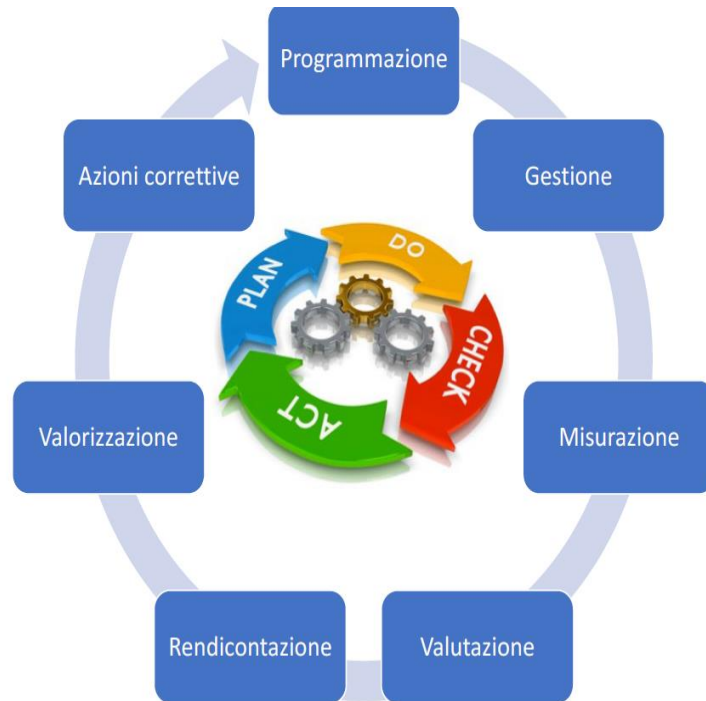 Programmazione
Gestione
Misurazione
Valutazione
Rendicontazione
Valorizzazione
Azioni correttive
PLAN
DO
CHECK
ACT